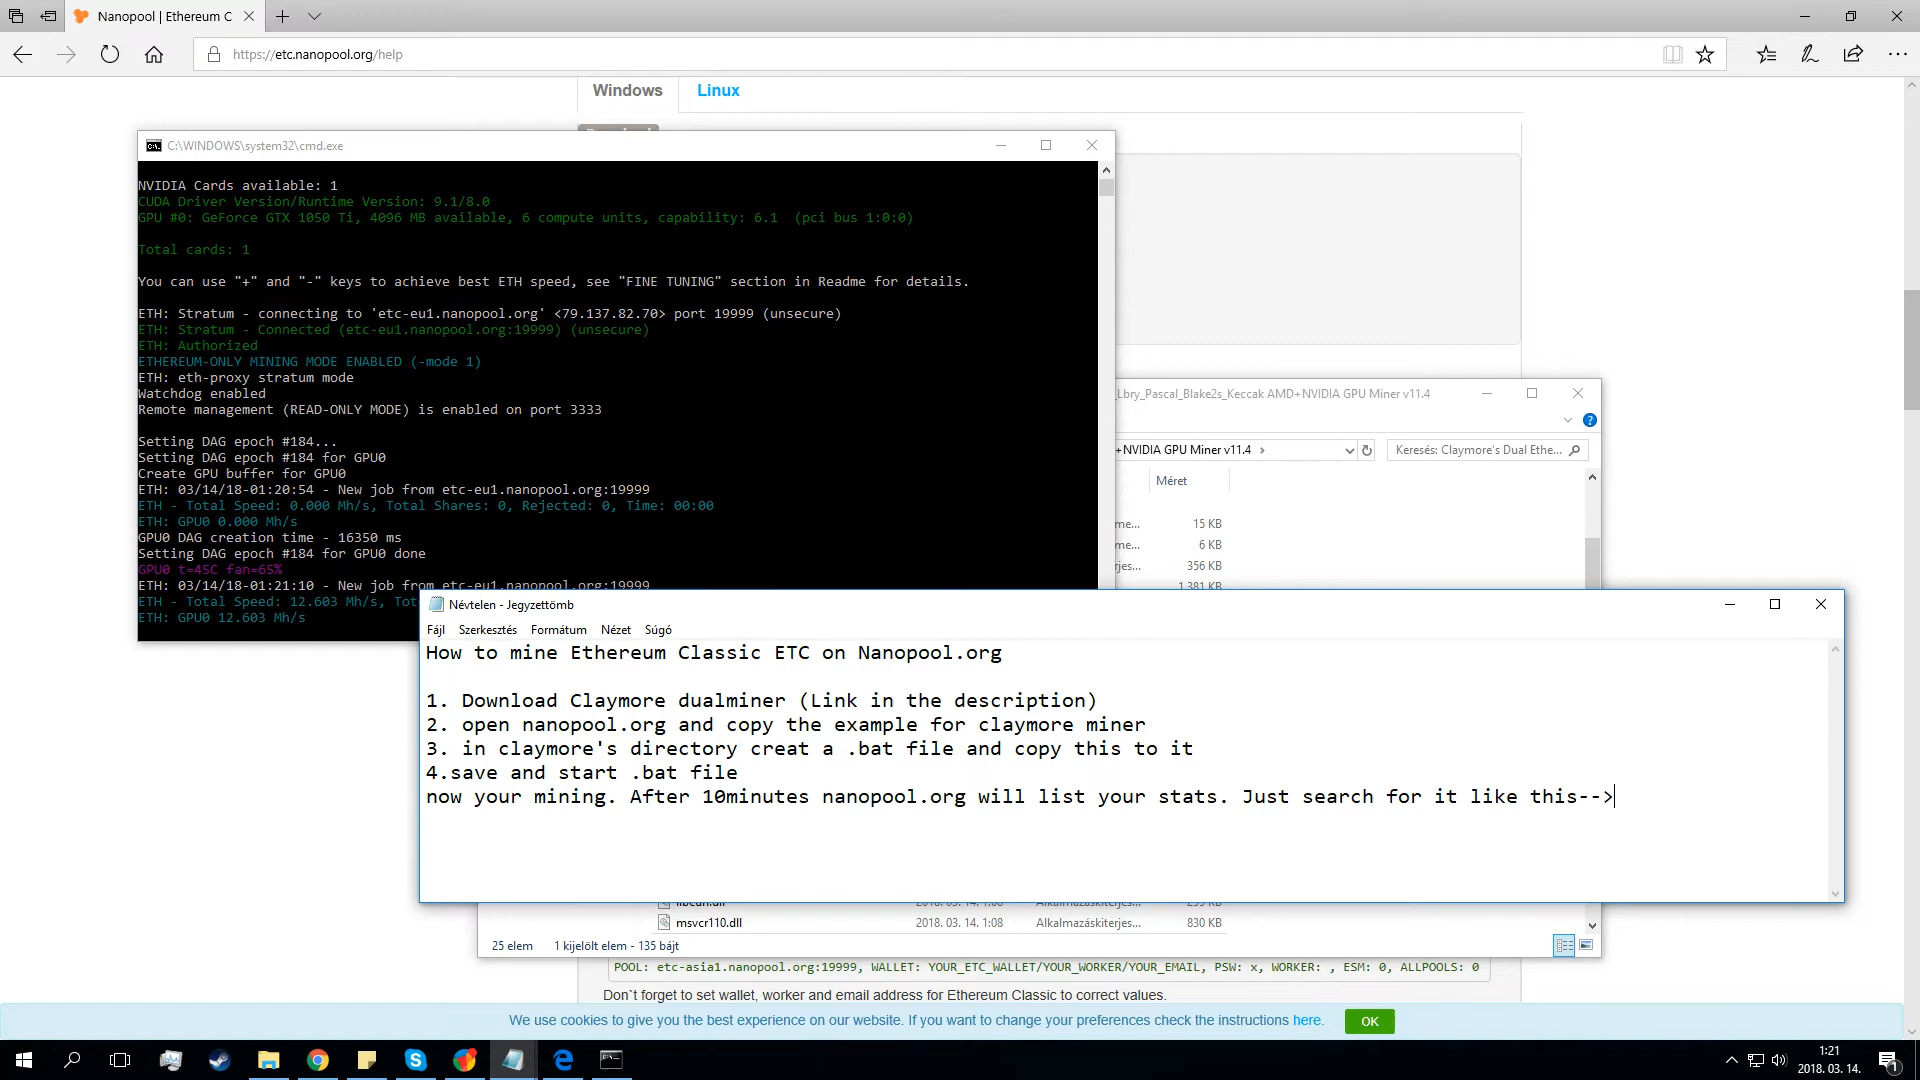 Nanopool | Ethereum C
https://etc.nanopool.org/help
Windows
Linux
C:\WINDOWS\system32\cmd.exe
NVIDIA Cards available: 1
CUDA Driver Version/Runtime Version: 9.1/8.0
GPU #0: GeForce GTX 1050 Ti, 4096 MB available, 6 compute units, capability: 6.1  (pci bus 1:0:0)
Total cards: 1
You can use "+" and "-" keys to achieve best ETH speed, see "FINE TUNING" section in Readme for details.
ETH: Stratum - connecting to 'etc-eu1.nanopool.org' <79.137.82.70> port 19999 (unsecure)
ETH: Stratum - Connected (etc-eu1.nanopool.org:19999) (unsecure)
ETH: Authorized
ETHEREUM-ONLY MINING MODE ENABLED (-mode 1)
ETH: eth-proxy stratum mode
Watchdog enabled
Remote management (READ-ONLY MODE) is enabled on port 3333
Setting DAG epoch #184...
Setting DAG epoch #184 for GPU0
Create GPU buffer for GPU0
ETH: 03/14/18-01:20:54 - New job from etc-eu1.nanopool.org:19999
ETH - Total Speed: 0.000 Mh/s, Total Shares: 0, Rejected: 0, Time: 00:00
ETH: GPU0 0.000 Mh/s
GPU0 DAG creation time - 16350 ms
Setting DAG epoch #184 for GPU0 done
GPU0 t=45C fan=65%
ETH: 03/14/18-01:21:10 - New job from etc-eu1.nanopool.org:19999
ETH - Total Speed: 12.603 Mh/s, Tot
ETH: GPU0 12.603 Mh/s
_Lbry_Pascal_Blake2s_Keccak AMD+NVIDIA GPU Miner v11.4
+NVIDIA GPU Miner v11.4
Keresés: Claymore's Dual Ethe...
Méret
me... 15 KB
me... 6 KB
erjes... 356 KB
1 381 KB
Névtelen - Jegyzettömb
Fájl Szerkesztés Formátum Nézet Súgó
How to mine Ethereum Classic ETC on Nanopool.org
1. Download Claymore dualminer (Link in the description)
2. open nanopool.org and copy the example for claymore miner
3. in claymore's directory creat a .bat file and copy this to it
4.save and start .bat file
now your mining. After 10minutes nanopool.org will list your stats. Just search for it like this-->
msvcr110.dll 2018. 03. 14. 1:08 Alkalmazáskiterjes... 830 KB
25 elem 1 kijelölt elem - 135 bájt
POOL: etc-asia1.nanopool.org:19999, WALLET: YOUR_ETC_WALLET/YOUR_WORKER/YOUR_EMAIL, PSW: x, WORKER: , ESM: 0, ALLPOOLS: 0
Don`t forget to set wallet, worker and email address for Ethereum Classic to correct values.
We use cookies to give you the best experience on our website. If you want to change your preferences check the instructions here.
OK
1:21
2018. 03. 14.
1